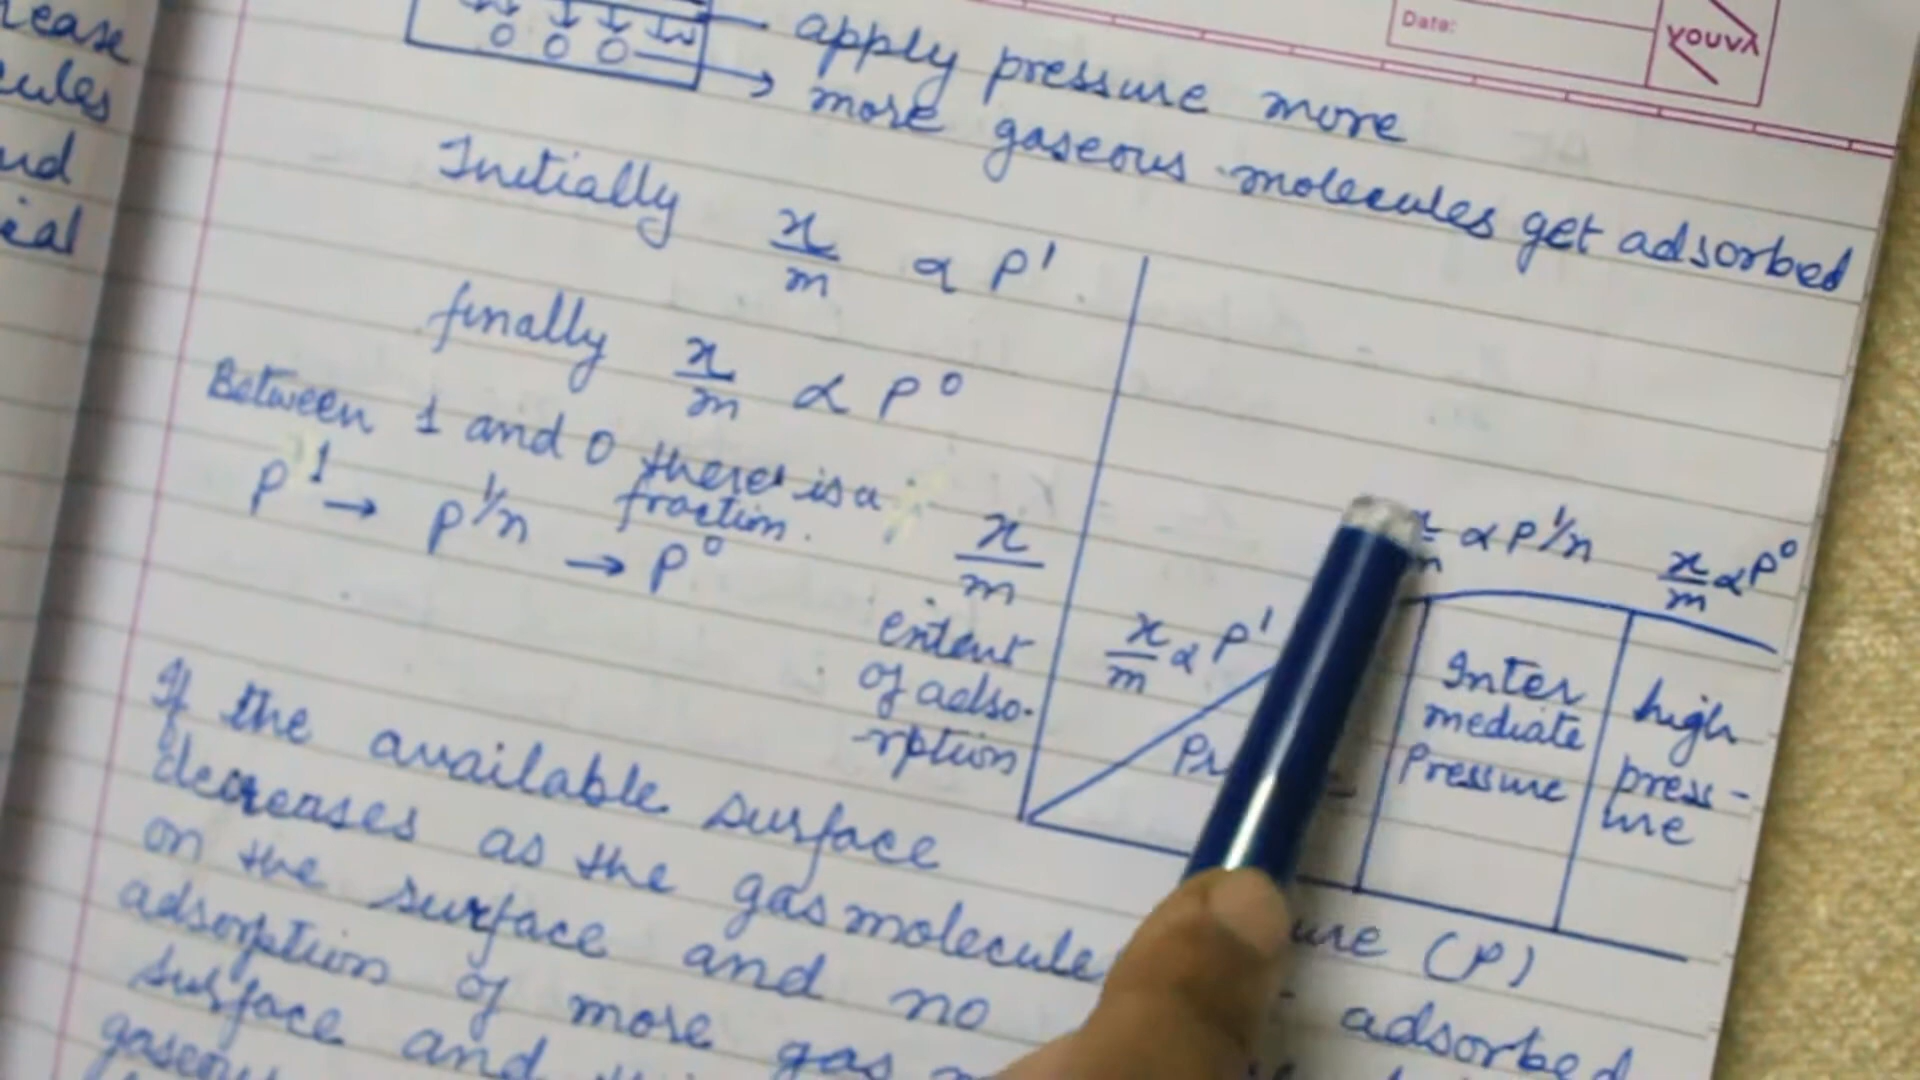 Date:
YOUVA
apply pressure more
more gaseous molecules get adsorbed
Initially x/m α P¹
finally x/m α P⁰
Between 1 and 0 there is a fraction.
P¹ → P^1/n → P⁰
x/m
extent of adso-
-rption
x/m α P¹
α P^1/n
x/m α P⁰
Inter
mediate
Pressure
high
press-
ure
(P)
If the available surface
decreases as the gas molecule
adsorbed
on the surface and no
adsorption of more gas
surface and